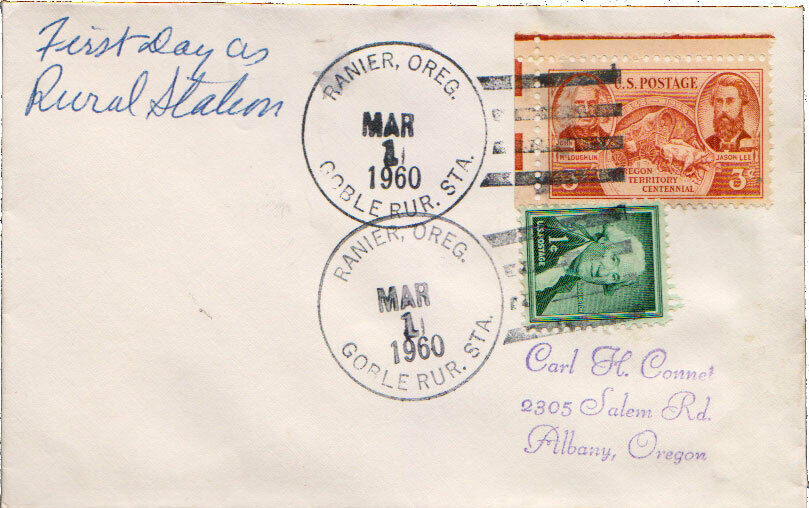 First Day as
Rural Station
RANIER, OREG.
MAR
1
1960
GOBLE RUR. STA.
U.S. POSTAGE
McLOUGHLIN
JASON LEE
OREGON
TERRITORY
CENTENNIAL
3¢
3¢
RANIER, OREG.
MAR
1
1960
GOBLE RUR. STA.
U.S. POSTAGE
1¢
Carl H. Connet
2305 Salem Rd.
Albany, Oregon